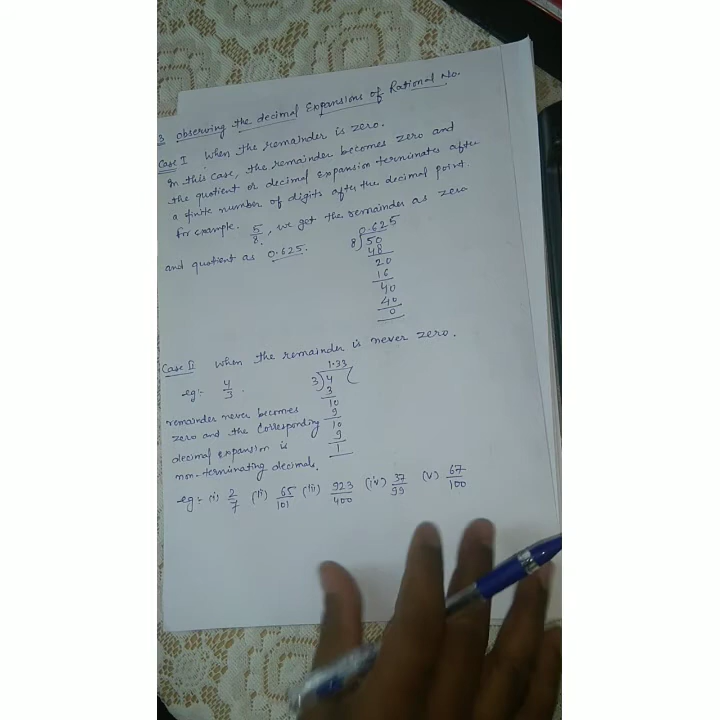 3 Observing the decimal Expansions of Rational No.
Case I When the remainder is zero.
In this case, the remainder becomes zero and
the quotient or decimal expansion terminates after
a finite number of digits after the decimal point.
for example. 5/8, we get the remainder as zero
and quotient as 0.625.
0.625
8)50
48
20
16
40
40
0
Case II When the remainder is never zero.
eg:- 4/3.
1.33
3)4(
3
10
9
10
9
1
remainder never becomes
zero and the corresponding
decimal expansion is
non-terminating decimals.
eg:- (i) 2/7 (ii) 65/101 (iii) 923/400 (iv) 37/99 (v) 67/100